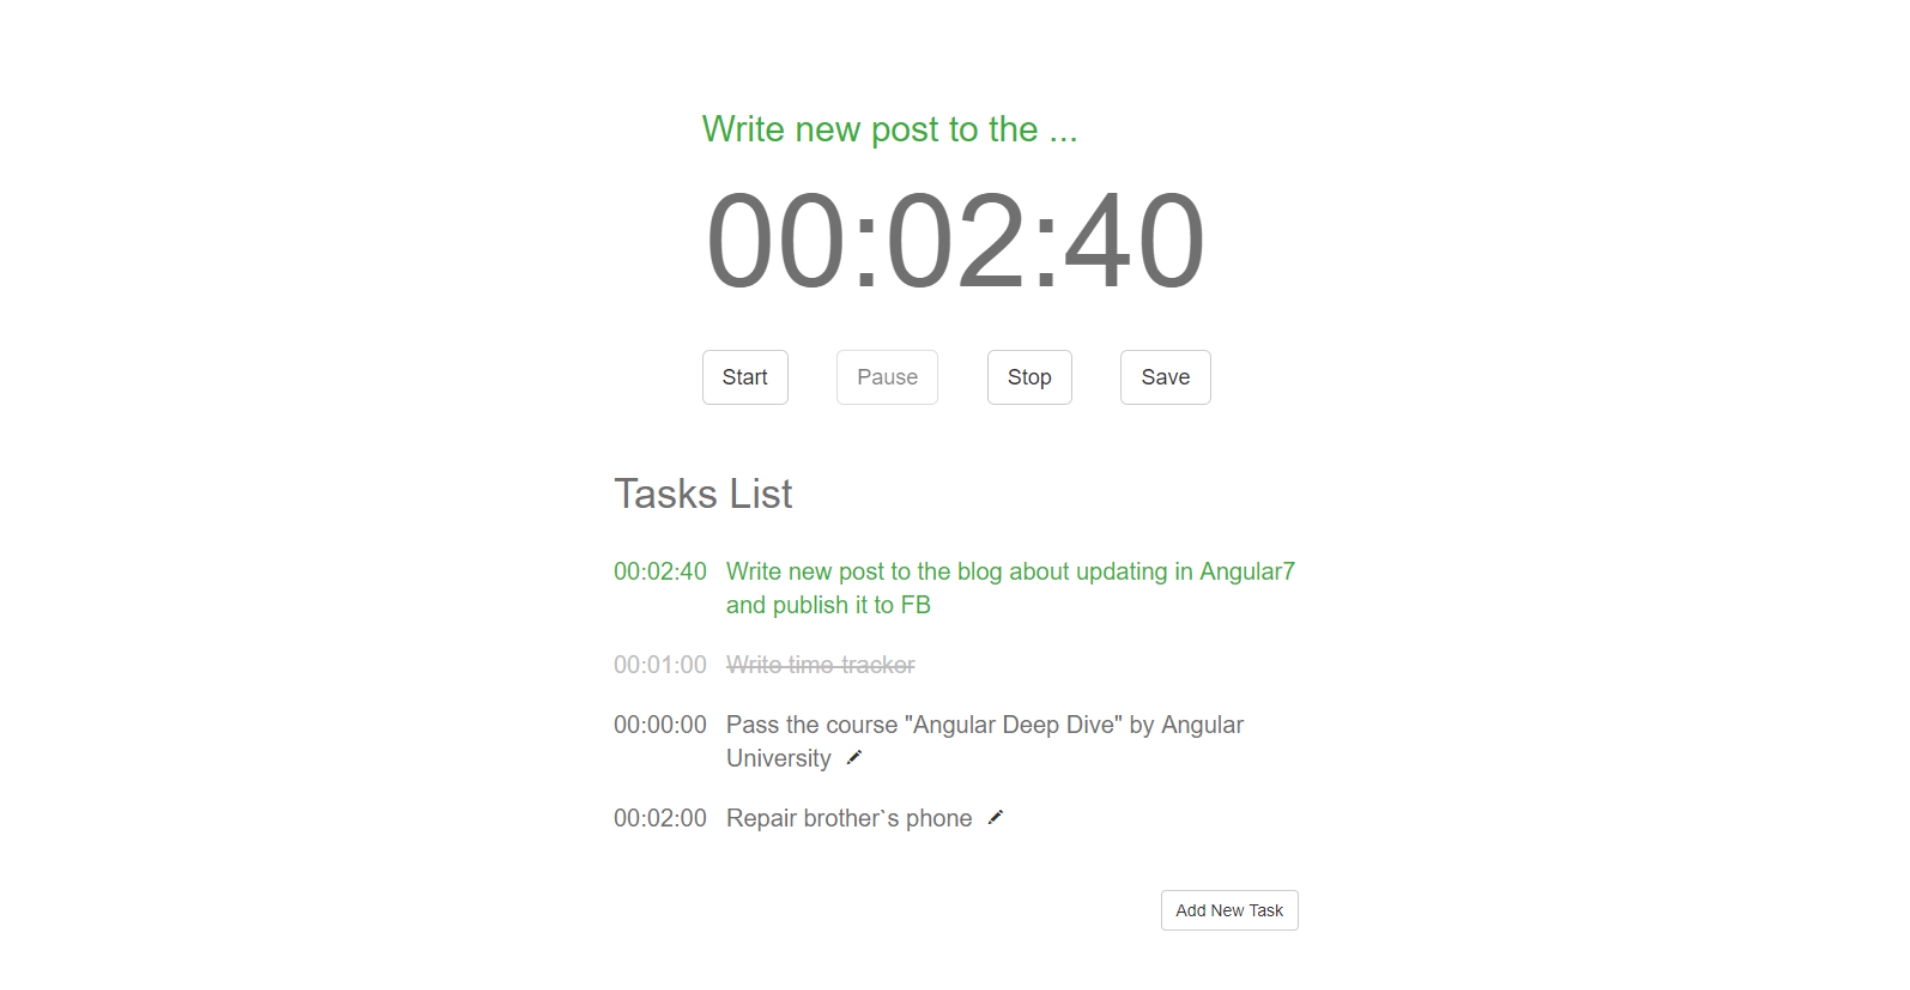 Write new post to the ...
00:02:40
Start Pause Stop Save
Tasks List
00:02:40 Write new post to the blog about updating in Angular7
and publish it to FB
00:01:00 Write time tracker
00:00:00 Pass the course "Angular Deep Dive" by Angular
University
00:02:00 Repair brother`s phone
Add New Task